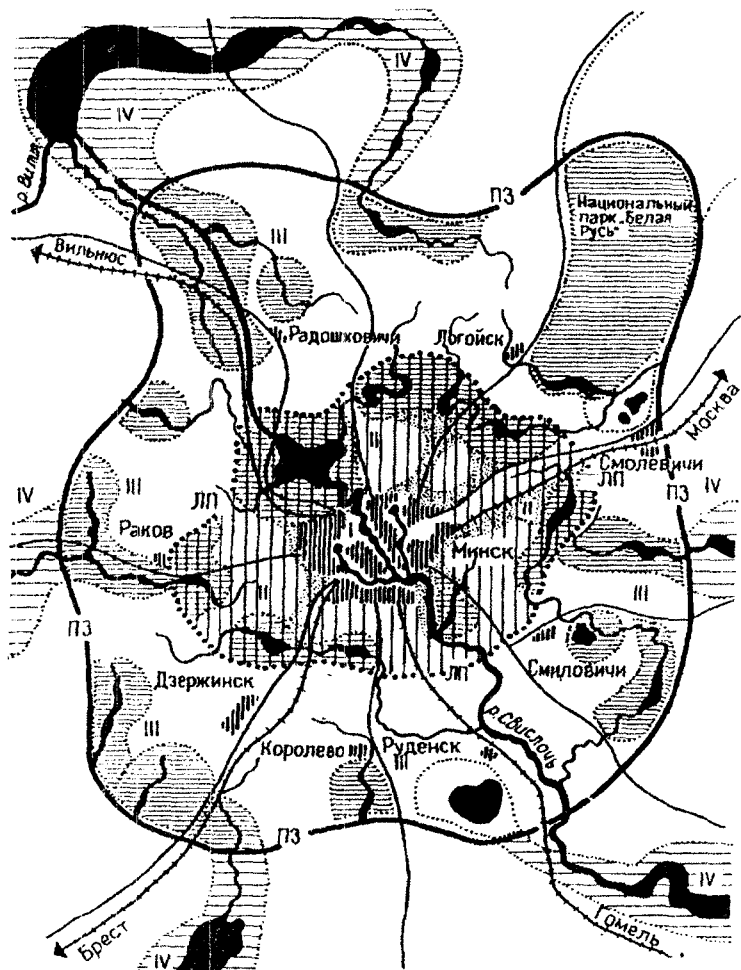 IV
IV
р. Вилия
III
ПЗ
Национальный
парк „Белая
Русь"
Вильнюс
Радошховичи
Логойск
Москва
II
Смолевичи
IV
III
ЛП
ЛП
ПЗ
IV
Раков
II
Минск
II
III
ПЗ
Дзержинск
ЛП
Смиловичи
р. Свислочь
III
Королево
Руденск
III
ПЗ
IV
Гомель
Брест
IV